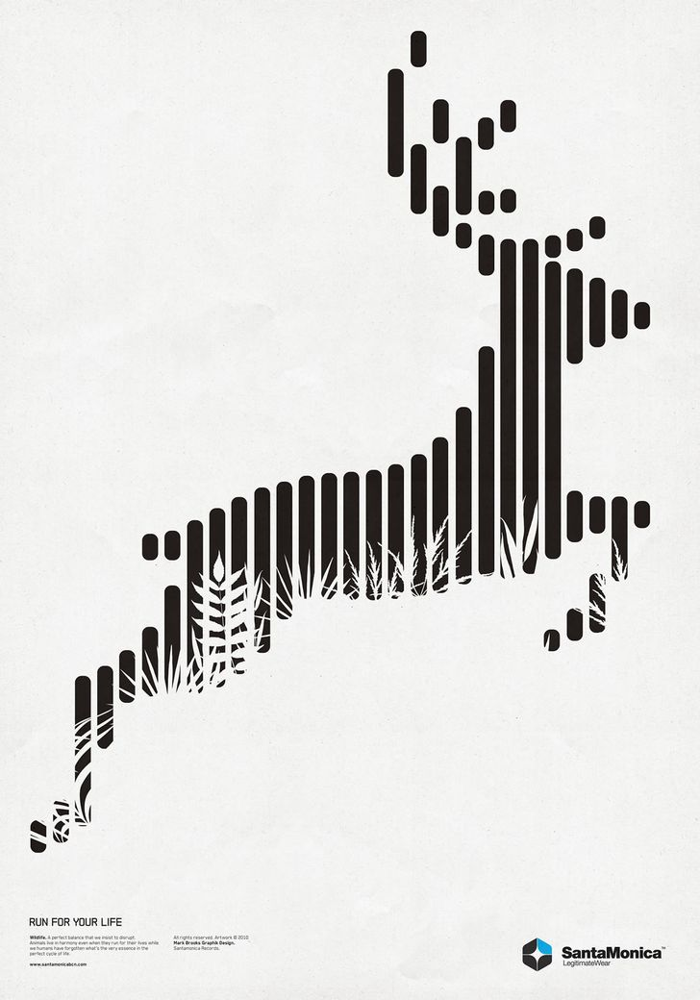 RUN FOR YOUR LIFE
Wildlife. A perfect balance that we insist to disrupt.
Animals live in harmony even when they run for their lives while
we humans have forgotten what's the very essence in the
perfect cycle of life.
www.santamonicabcn.com
All rights reserved. Artwork © 2010
Mark Brooks Graphik Design.
Santamonica Records.
SantaMonica™
LegitimateWear